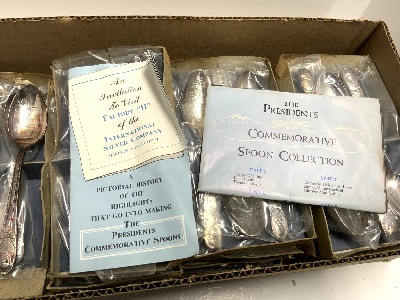 An
Invitation
To Visit
Factory "H"
of the
International
Silver Company
A
PICTORIAL HISTORY
OF THE
HIGHLIGHTS
THAT GO INTO MAKING
THE
PRESIDENTS
COMMEMORATIVE SPOONS
THE
PRESIDENTS
COMMEMORATIVE
SPOON COLLECTION